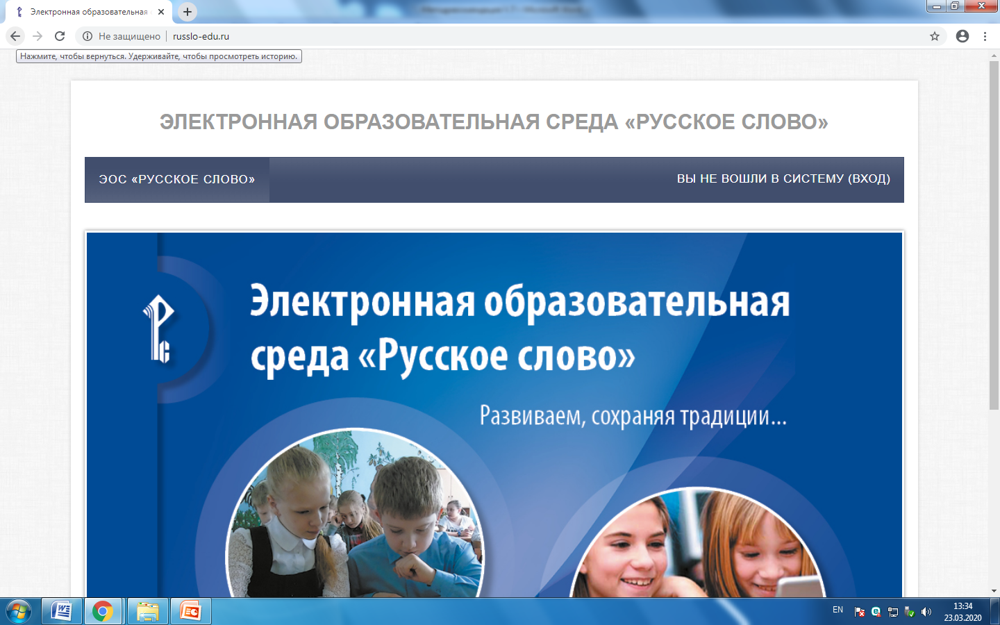 Электронная образовательная
Не защищено
russlo-edu.ru
Нажмите, чтобы вернуться. Удерживайте, чтобы просмотреть историю.
ЭЛЕКТРОННАЯ ОБРАЗОВАТЕЛЬНАЯ СРЕДА «РУССКОЕ СЛОВО»
ЭОС «РУССКОЕ СЛОВО»
ВЫ НЕ ВОШЛИ В СИСТЕМУ (ВХОД)
Электронная образовательная
среда «Русское слово»
Развиваем, сохраняя традиции...
EN
13:34
23.03.2020